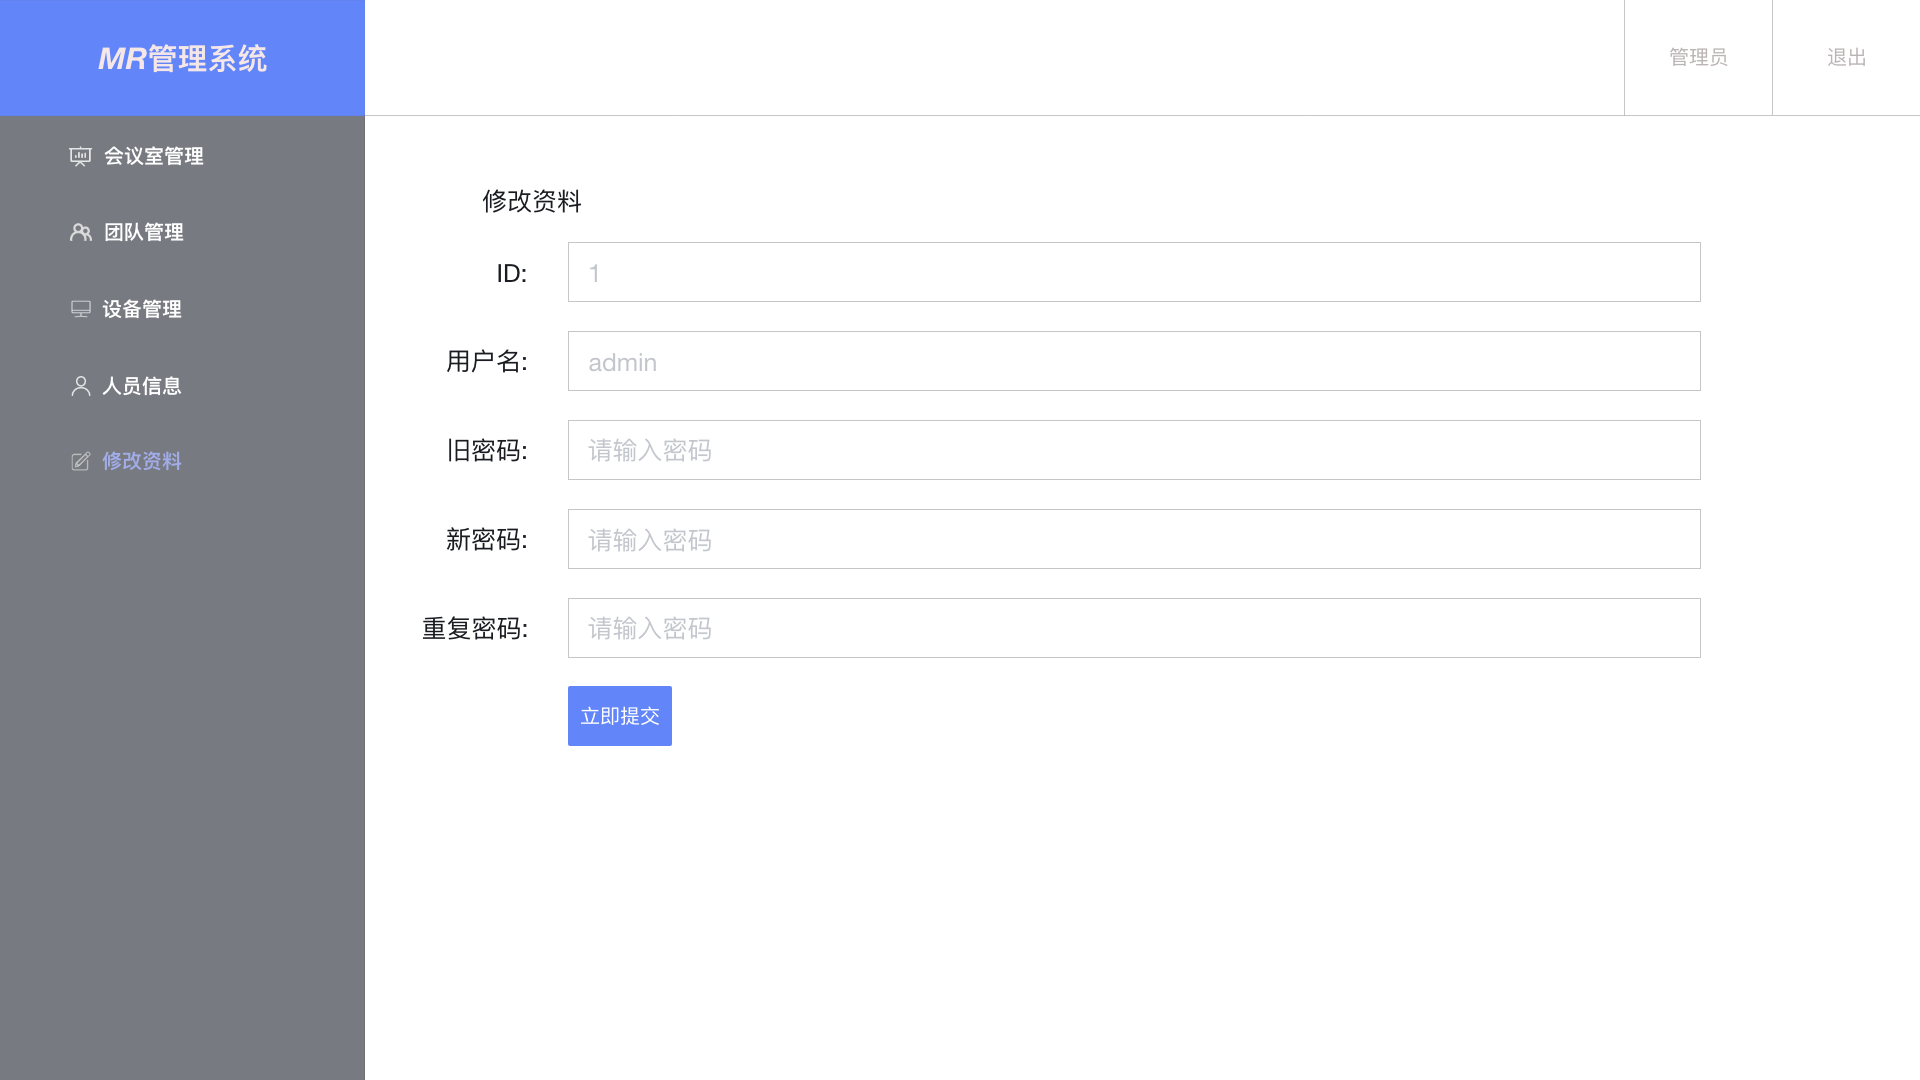 MR管理系统
管理员
退出
会议室管理
团队管理
设备管理
人员信息
修改资料
修改资料
ID:
1
用户名:
admin
旧密码:
请输入密码
新密码:
请输入密码
重复密码:
请输入密码
立即提交